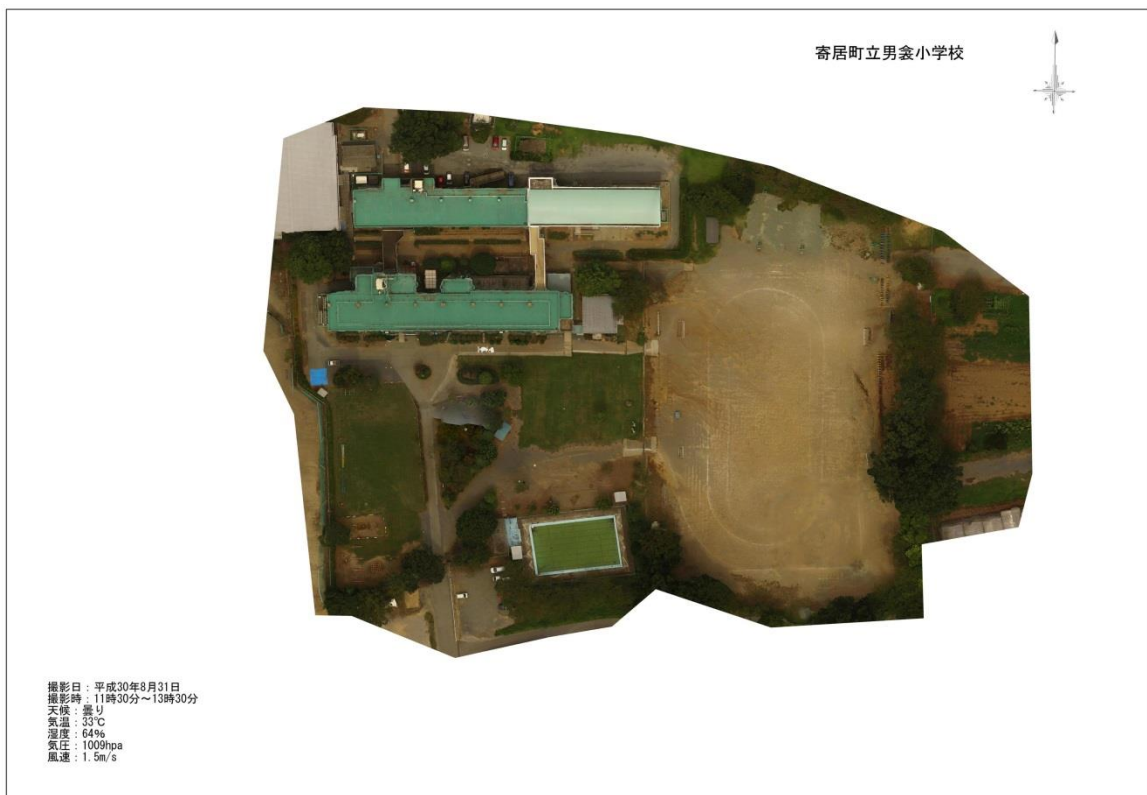 寄居町立男衾小学校
撮影日：平成30年8月31日
撮影時：11時30分～13時30分
天候：曇り
気温：33℃
湿度：64%
気圧：1009hpa
風速：1.5m/s